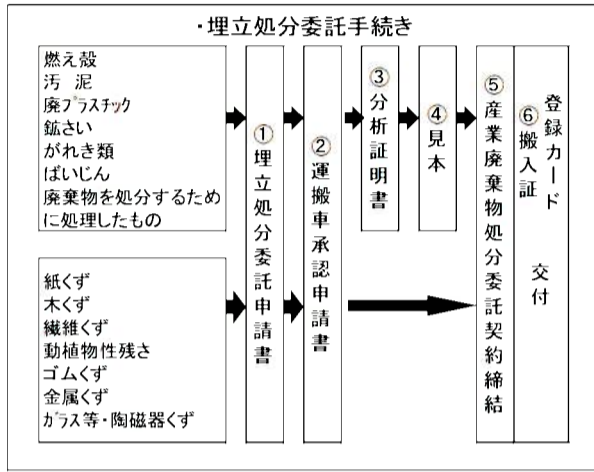 ・埋立処分委託手続き
燃え殻
汚　泥
廃プラスチック
鉱さい
がれき類
ばいじん
廃棄物を処分するため
に処理したもの
紙くず
木くず
繊維くず
動植物性残さ
ゴムくず
金属くず
ガラス等・陶磁器くず
①埋立処分委託申請書
②運搬車承認申請書
③分析証明書
④見本
⑤産業廃棄物処分委託契約締結
⑥搬入証
登録カード　交付